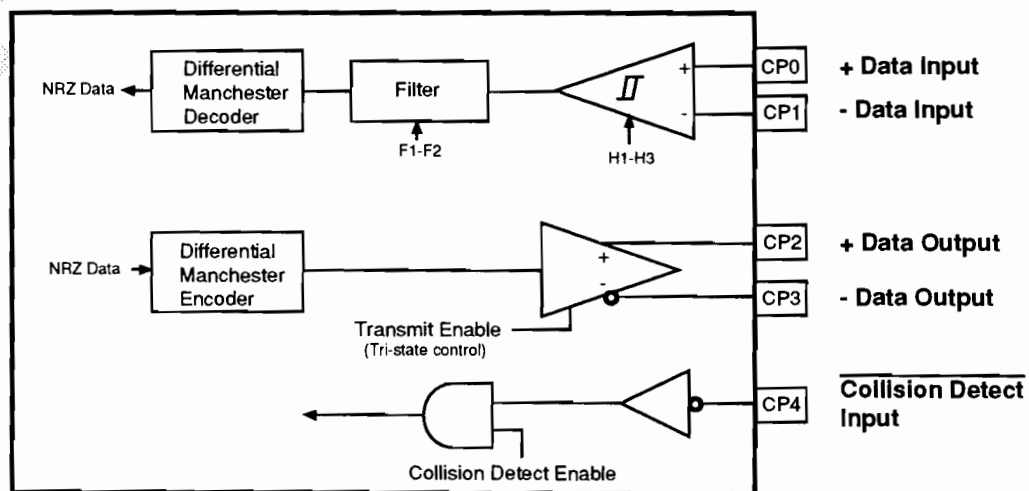 NRZ Data
Differential
Manchester
Decoder
Filter
F1-F2
+
-
H1-H3
CP0
+ Data Input
CP1
- Data Input
NRZ Data
Differential
Manchester
Encoder
+
-
Transmit Enable
(Tri-state control)
CP2
+ Data Output
CP3
- Data Output
Collision Detect Enable
CP4
Collision Detect
Input